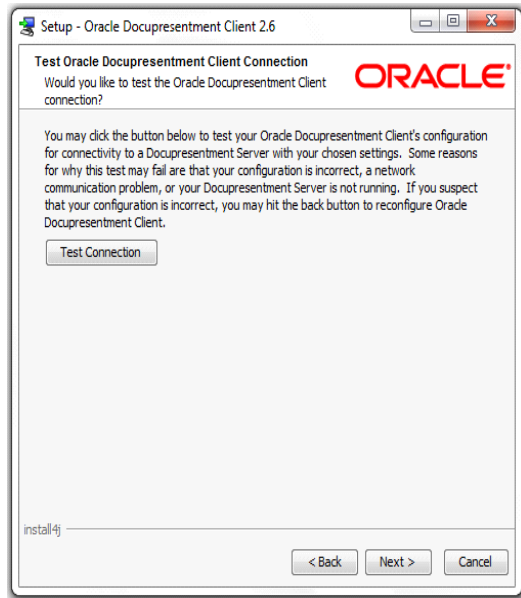 Setup - Oracle Docupresentment Client 2.6
Test Oracle Docupresentment Client Connection
Would you like to test the Oracle Docupresentment Client
connection?
ORACLE
You may click the button below to test your Oracle Docupresentment Client's configuration
for connectivity to a Docupresentment Server with your chosen settings. Some reasons
for why this test may fail are that your configuration is incorrect, a network
communication problem, or your Docupresentment Server is not running. If you suspect
that your configuration is incorrect, you may hit the back button to reconfigure Oracle
Docupresentment Client.
Test Connection
install4j
< Back Next > Cancel